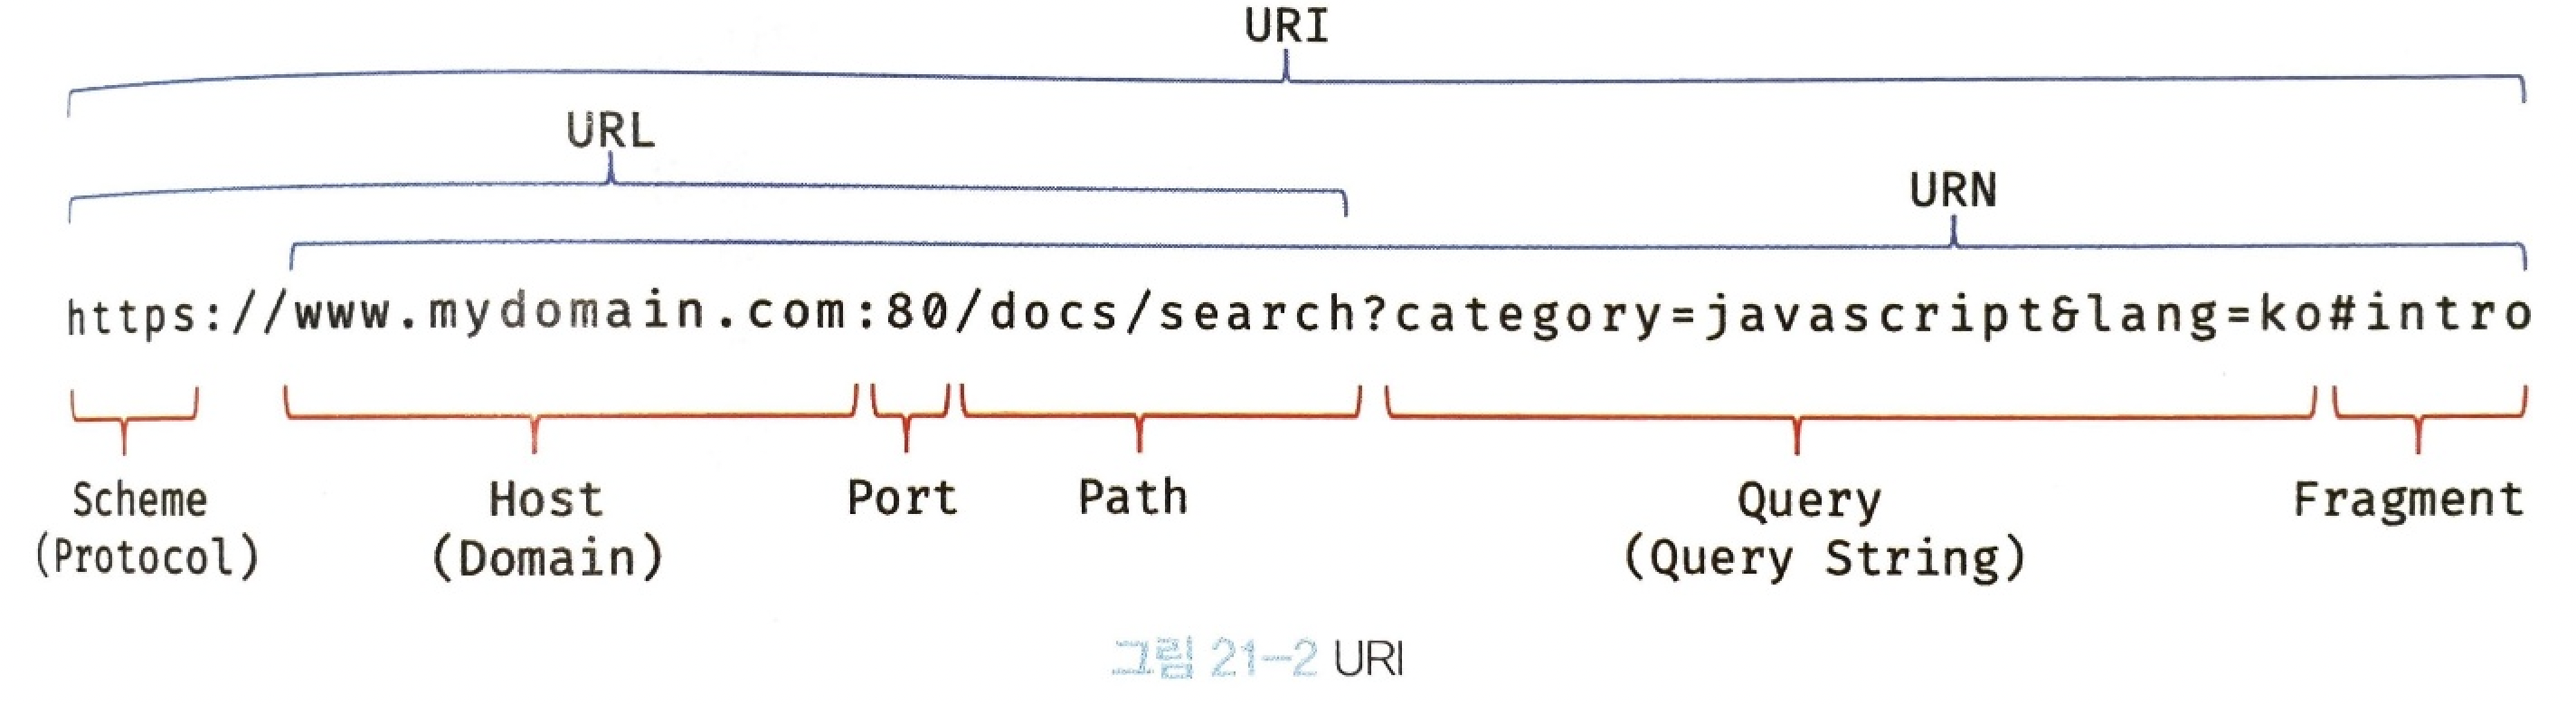 URI
URL
URN
https://www.mydomain.com:80/docs/search?category=javascript&lang=ko#intro
Scheme
(Protocol)
Host
(Domain)
Port
Path
Query
(Query String)
Fragment
그림 21-2 URI